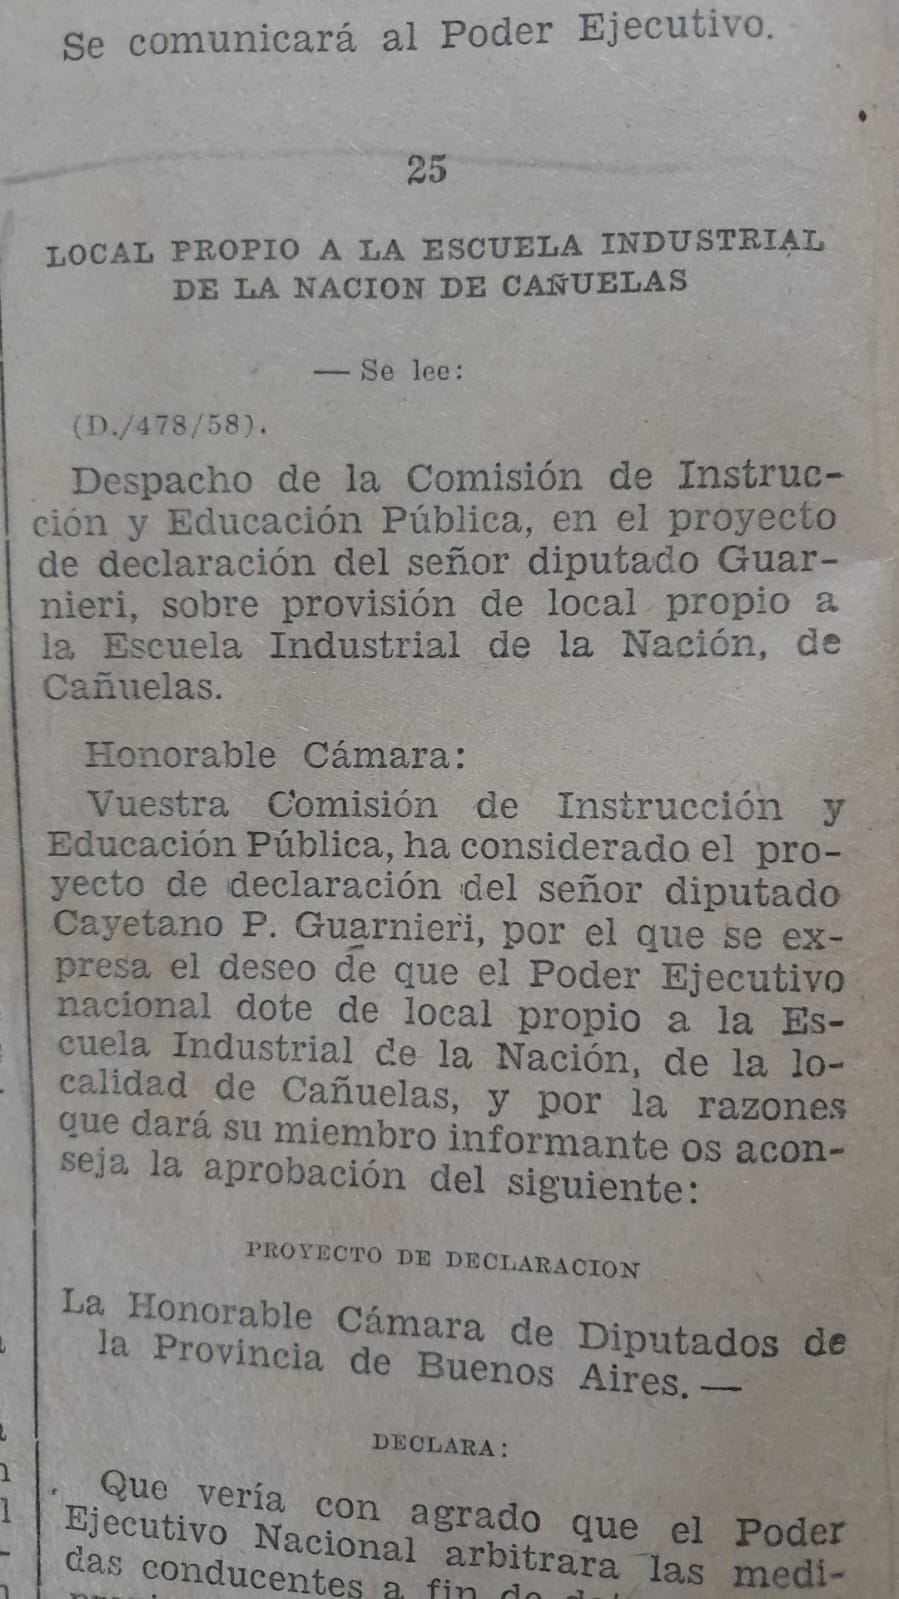 Se comunicará al Poder Ejecutivo.
25
LOCAL PROPIO A LA ESCUELA INDUSTRIAL
DE LA NACION DE CAÑUELAS
— Se lee:
(D./478/58).
Despacho de la Comisión de Instruc-
ción y Educación Pública, en el proyecto
de declaración del señor diputado Guar-
nieri, sobre provisión de local propio a
la Escuela Industrial de la Nación, de
Cañuelas.
Honorable Cámara:
Vuestra Comisión de Instrucción y
Educación Pública, ha considerado el pro-
yecto de declaración del señor diputado
Cayetano P. Guarnieri, por el que se ex-
presa el deseo de que el Poder Ejecutivo
nacional dote de local propio a la Es-
cuela Industrial de la Nación, de la lo-
calidad de Cañuelas, y por la razones
que dará su miembro informante os acon-
seja la aprobación del siguiente:
PROYECTO DE DECLARACION
La Honorable Cámara de Diputados de
la Provincia de Buenos Aires. —
DECLARA:
Que vería con agrado que el Poder
Ejecutivo Nacional arbitrara las medi-
das conducentes a fin de